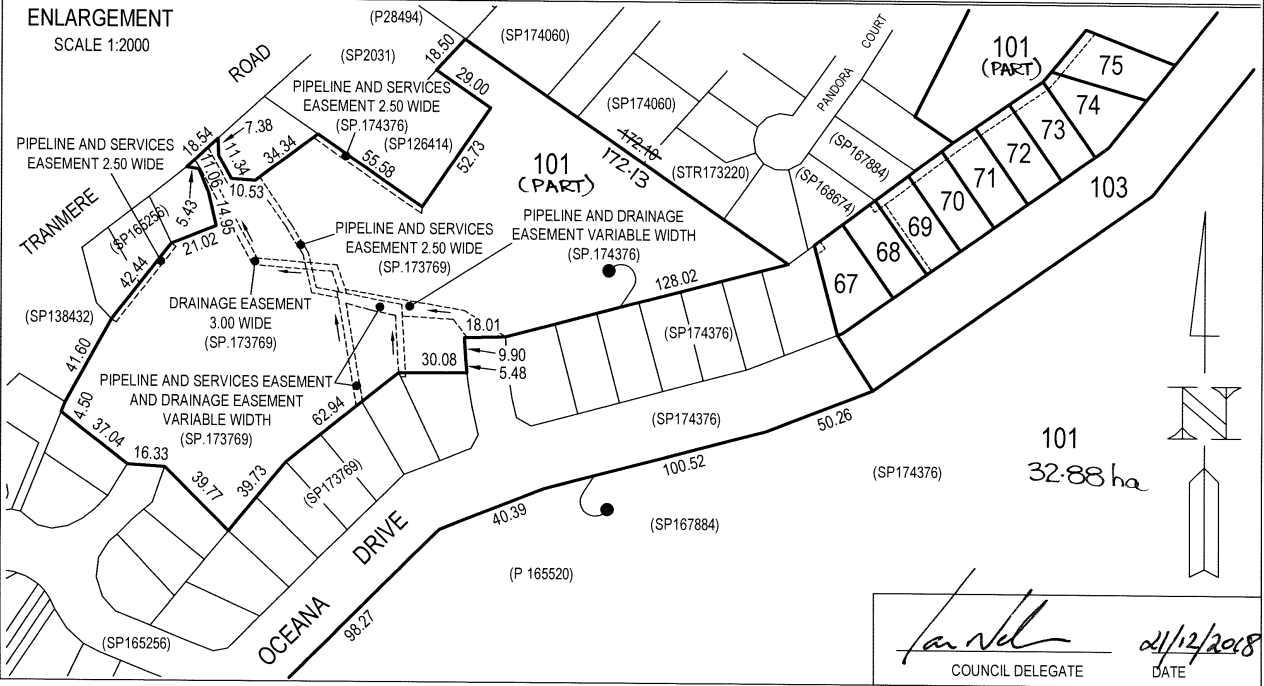 ENLARGEMENT
SCALE 1:2000
(P28494)
(SP174060)
(SP2031)
ROAD
18.50
29.00
PIPELINE AND SERVICES
EASEMENT 2.50 WIDE
(SP.174376)
(SP126414)
(SP174060)
PANDORA COURT
101
(PART)
75
74
73
72
71
70
69
68
67
103
PIPELINE AND SERVICES
EASEMENT 2.50 WIDE
18.54
7.38
11.34
34.34
55.58
52.73
10.53
11.06
14.95
5.43
21.02
42.44
TRANMERE
(SP165256)
101
(PART)
172.10
172.13
(STR173220)
(SP167884)
(SP168674)
PIPELINE AND SERVICES
EASEMENT 2.50 WIDE
(SP.173769)
PIPELINE AND DRAINAGE
EASEMENT VARIABLE WIDTH
(SP.174376)
128.02
(SP138432)
DRAINAGE EASEMENT
3.00 WIDE
(SP.173769)
18.01
9.90
5.48
30.08
(SP174376)
41.60
4.50
PIPELINE AND SERVICES EASEMENT
AND DRAINAGE EASEMENT
VARIABLE WIDTH
(SP.173769)
62.94
37.04
16.33
39.77
39.73
(SP173769)
(SP174376)
50.26
100.52
40.39
98.27
(SP174376)
101
32.88 ha
N
(SP167884)
(P 165520)
OCEANA DRIVE
(SP165256)
21/12/2018
COUNCIL DELEGATE
DATE